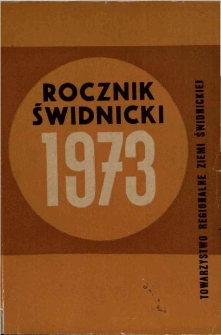 ROCZNIK
ŚWIDNICKI
1973
TOWARZYSTWO REGIONALNE ZIEMI ŚWIDNICKIEJ